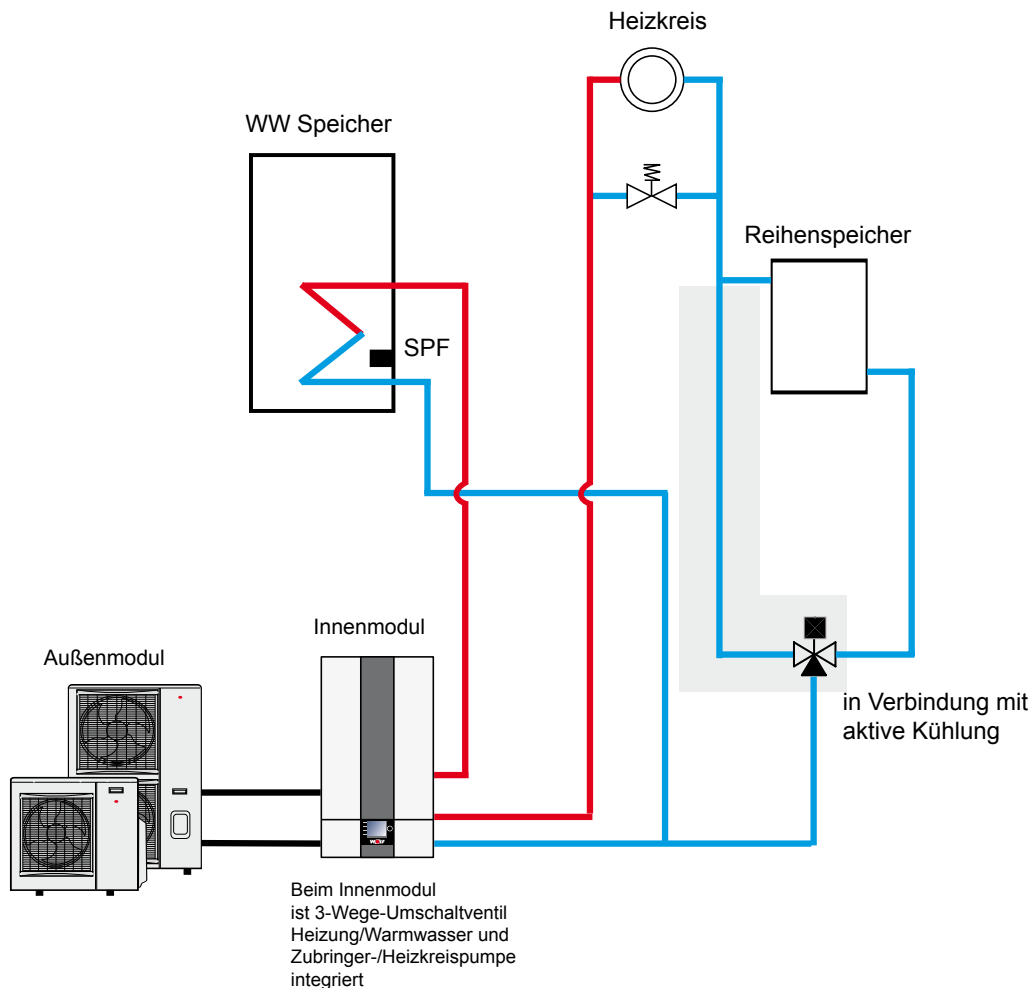 Heizkreis
WW Speicher
Reihenspeicher
SPF
Innenmodul
Außenmodul
in Verbindung mit
aktive Kühlung
WOLF
Beim Innenmodul
ist 3-Wege-Umschaltventil
Heizung/Warmwasser und
Zubringer-/Heizkreispumpe
integriert